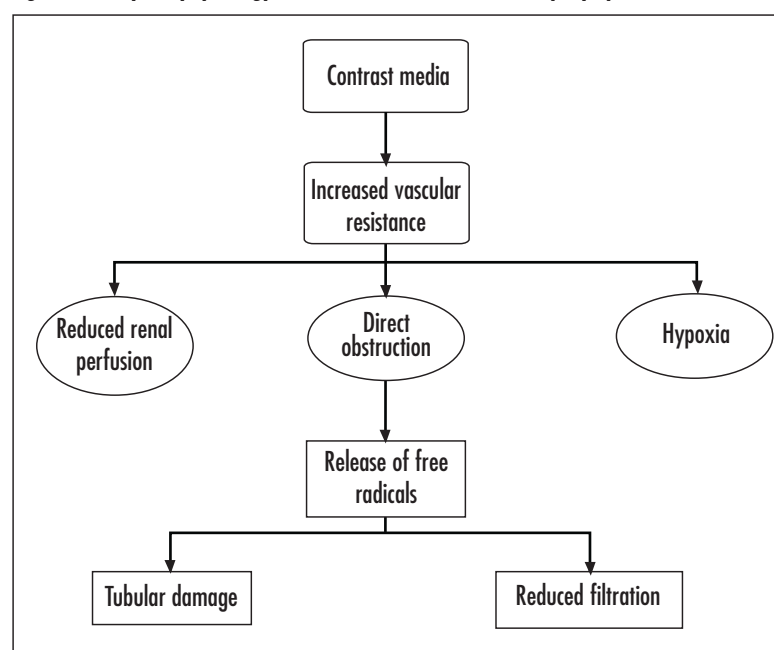 Contrast media
Increased vascular
resistance
Reduced renal
perfusion
Direct
obstruction
Hypoxia
Release of free
radicals
Tubular damage
Reduced filtration